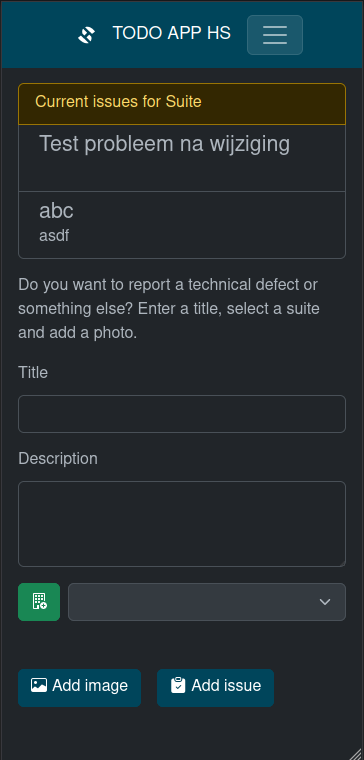 TODO APP HS
Current issues for Suite
Test probleem na wijziging
abc
asdf
Do you want to report a technical defect or
something else? Enter a title, select a suite
and add a photo.
Title
Description
Add image
Add issue